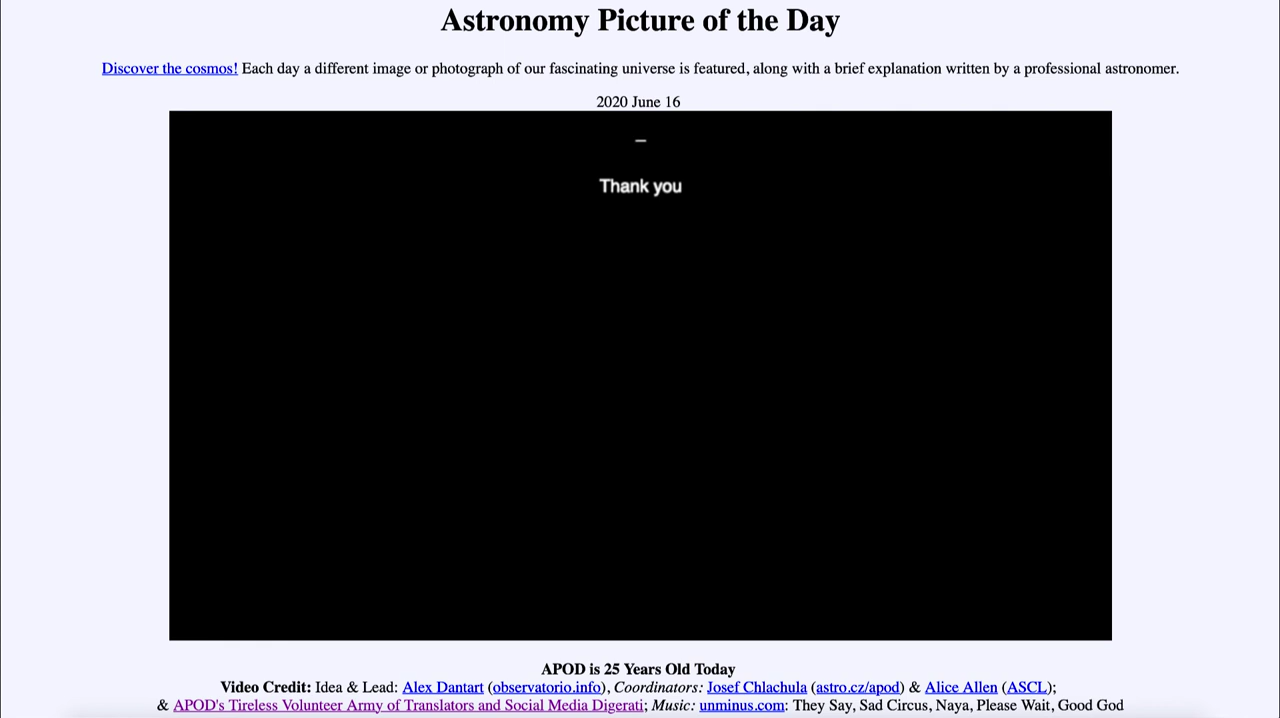 Astronomy Picture of the Day
Discover the cosmos! Each day a different image or photograph of our fascinating universe is featured, along with a brief explanation written by a professional astronomer.
2020 June 16
–
Thank you
APOD is 25 Years Old Today
Video Credit: Idea & Lead: Alex Dantart (observatorio.info), Coordinators: Josef Chlachula (astro.cz/apod) & Alice Allen (ASCL);
& APOD's Tireless Volunteer Army of Translators and Social Media Digerati; Music: unminus.com: They Say, Sad Circus, Naya, Please Wait, Good God